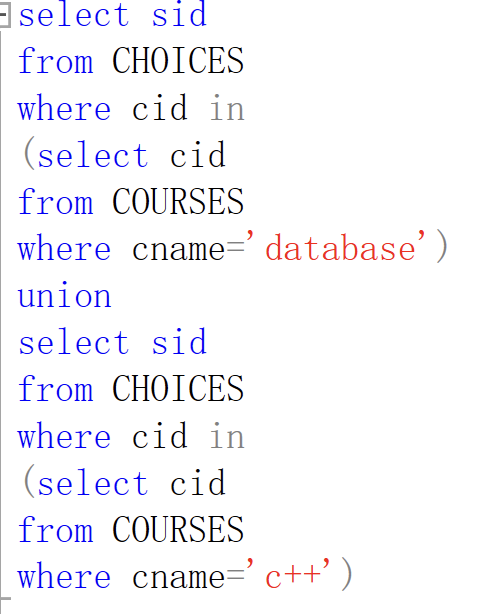 select sid
from CHOICES
where cid in
(select cid
from COURSES
where cname='database')
union
select sid
from CHOICES
where cid in
(select cid
from COURSES
where cname='c++')